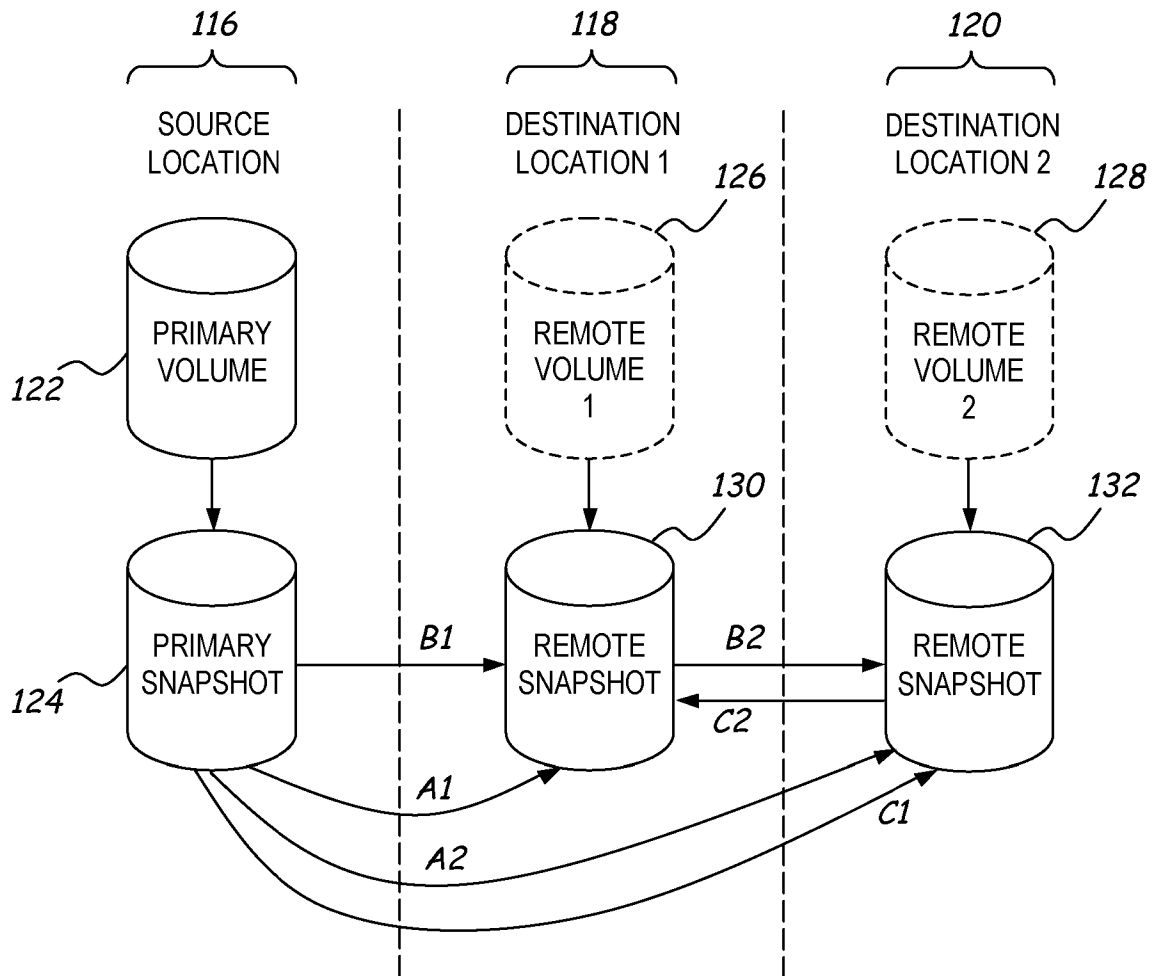 116
118
120
SOURCE
LOCATION
DESTINATION
LOCATION 1
DESTINATION
LOCATION 2
126
128
PRIMARY
VOLUME
REMOTE
VOLUME
1
REMOTE
VOLUME
2
122
130
132
PRIMARY
SNAPSHOT
B1
REMOTE
SNAPSHOT
B2
REMOTE
SNAPSHOT
124
C2
A1
C1
A2